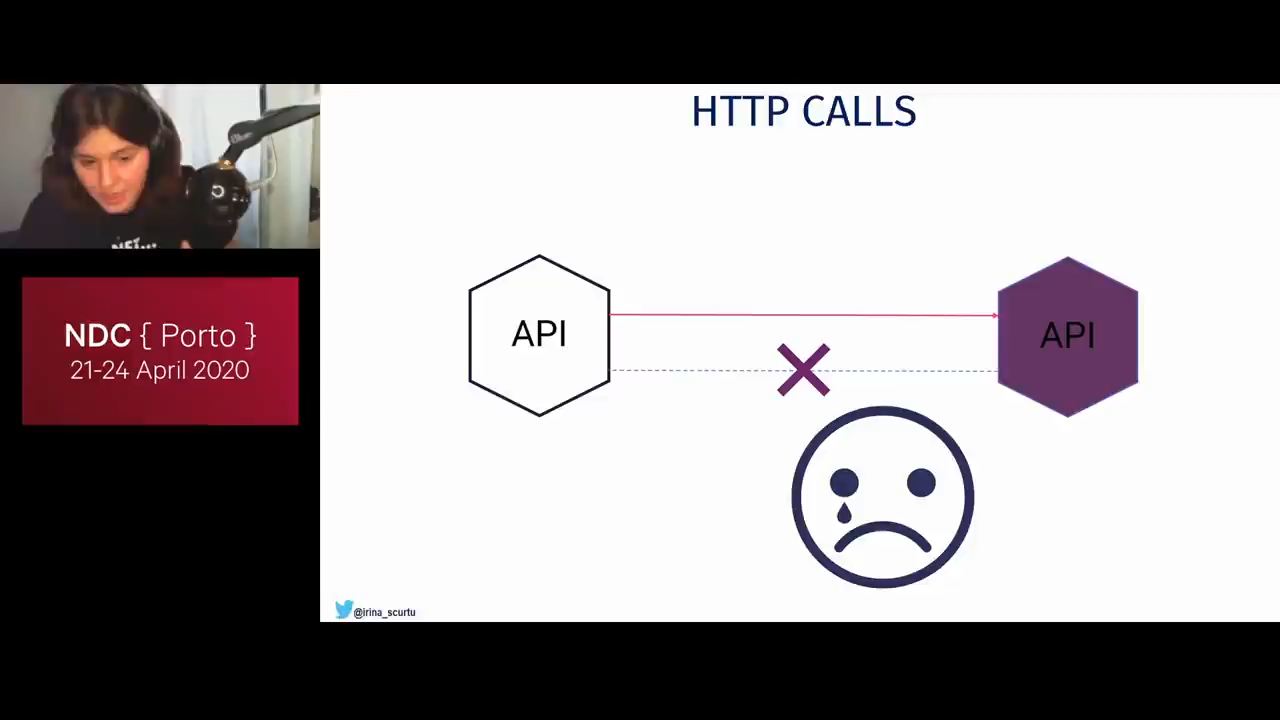 HTTP CALLS
NDC { Porto }
21-24 April 2020
API
API
@irina_scurtu